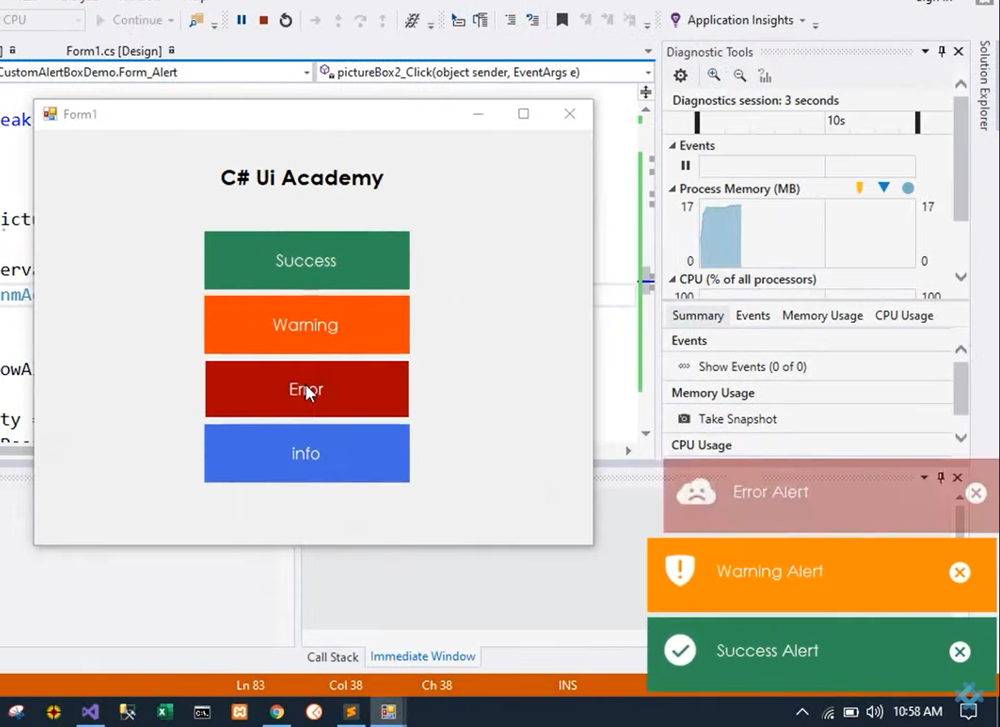 CPU
Continue
Application Insights
Form1.cs [Design]
Diagnostic Tools
Solution Explorer
CustomAlertBoxDemo.Form_Alert
pictureBox2_Click(object sender, EventArgs e)
Diagnostics session: 3 seconds
10s
Form1
eak
Events
C# Ui Academy
Process Memory (MB)
17
17
0
0
ictu
Success
erva
CPU (% of all processors)
100
100
nmA
Warning
Summary
Events
Memory Usage
CPU Usage
Events
Show Events (0 of 0)
owA
Error
Memory Usage
Take Snapshot
ty =
CPU Usage
info
Error Alert
Warning Alert
Success Alert
Call Stack
Immediate Window
Ln 83
Col 38
Ch 38
INS
10:58 AM